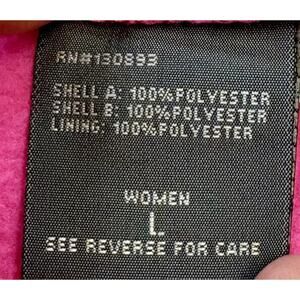 RN#130893
SHELL A: 100%POLYESTER
SHELL B: 100%POLYESTER
LINING: 100%POLYESTER
WOMEN
L
SEE REVERSE FOR CARE